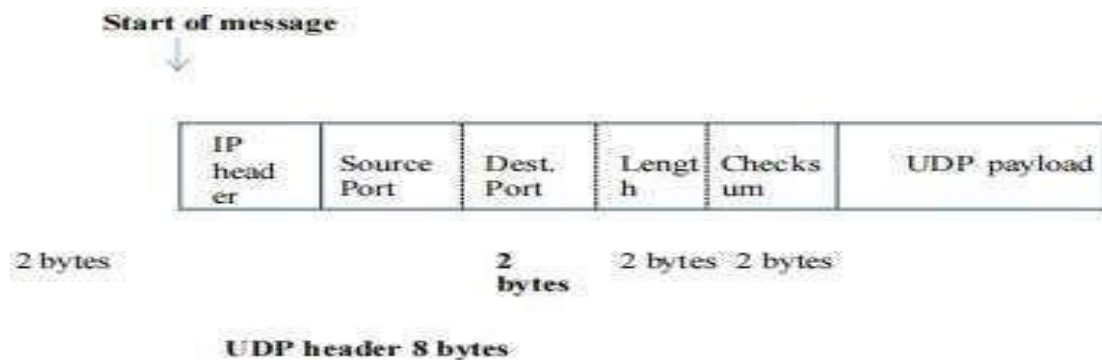 Start of message
IP
head
er
Source
Port
Dest.
Port
Lengt
h
Checks
um
UDP payload
2 bytes
2
bytes
2 bytes
2 bytes
UDP header 8 bytes